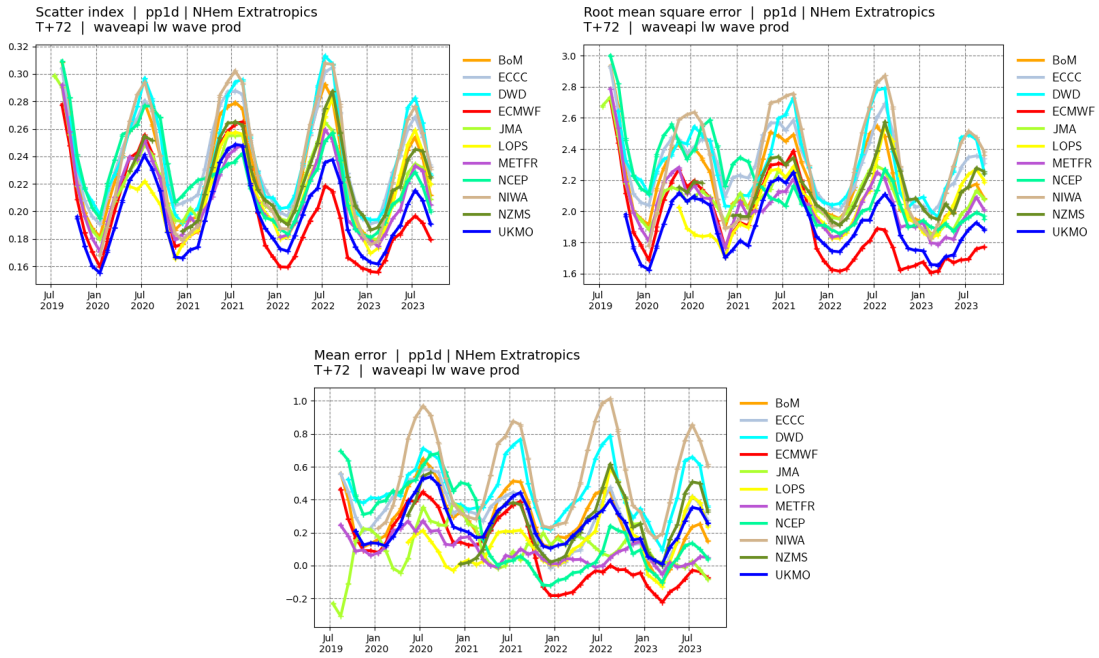 Scatter index | pp1d | NHem Extratropics
T+72 | waveapi lw wave prod
0.32
0.30
0.28
0.26
0.24
0.22
0.20
0.18
0.16
Jul
2019
Jan
2020
Jul
2020
Jan
2021
Jul
2021
Jan
2022
Jul
2022
Jan
2023
Jul
2023
BoM
ECCC
DWD
ECMWF
JMA
LOPS
METFR
NCEP
NIWA
NZMS
UKMO
Root mean square error | pp1d | NHem Extratropics
T+72 | waveapi lw wave prod
3.0
2.8
2.6
2.4
2.2
2.0
1.8
1.6
Jul
2019
Jan
2020
Jul
2020
Jan
2021
Jul
2021
Jan
2022
Jul
2022
Jan
2023
Jul
2023
BoM
ECCC
DWD
ECMWF
JMA
LOPS
METFR
NCEP
NIWA
NZMS
UKMO
Mean error | pp1d | NHem Extratropics
T+72 | waveapi lw wave prod
1.0
0.8
0.6
0.4
0.2
0.0
−0.2
Jul
2019
Jan
2020
Jul
2020
Jan
2021
Jul
2021
Jan
2022
Jul
2022
Jan
2023
Jul
2023
BoM
ECCC
DWD
ECMWF
JMA
LOPS
METFR
NCEP
NIWA
NZMS
UKMO